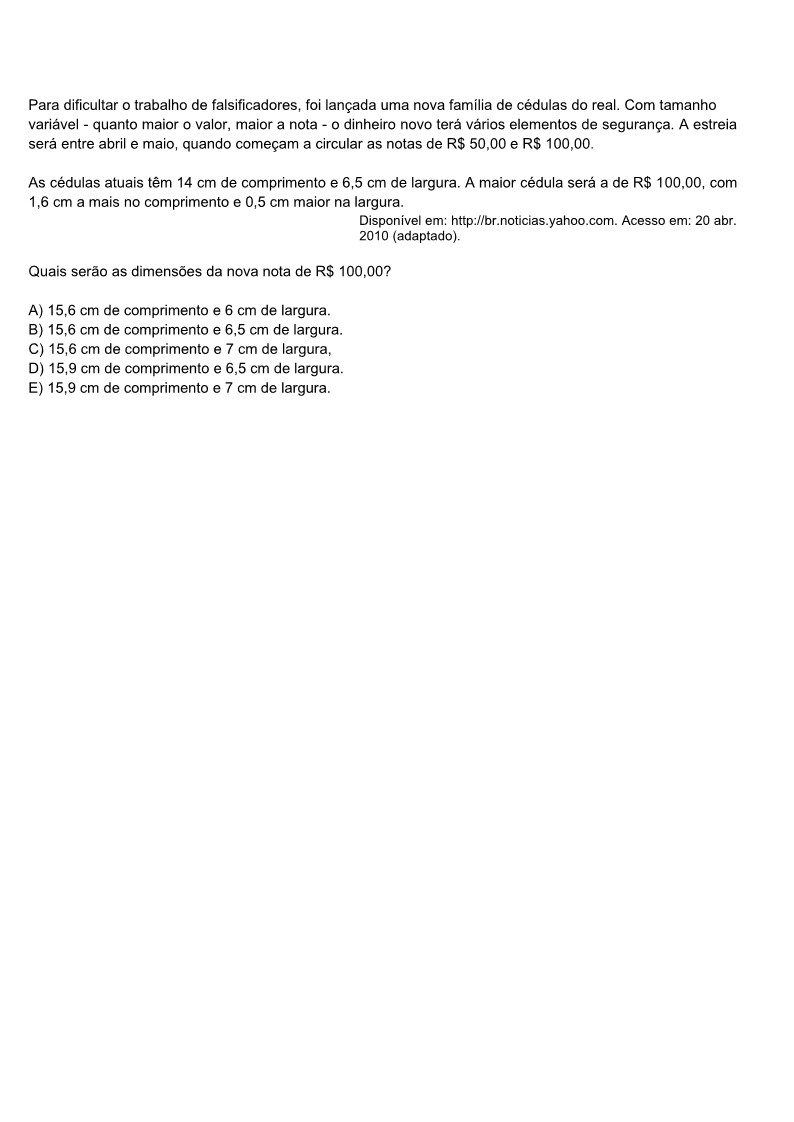 Para dificultar o trabalho de falsificadores, foi lançada uma nova família de cédulas do real. Com tamanho
variável - quanto maior o valor, maior a nota - o dinheiro novo terá vários elementos de segurança. A estreia
será entre abril e maio, quando começam a circular as notas de R$ 50,00 e R$ 100,00.
As cédulas atuais têm 14 cm de comprimento e 6,5 cm de largura. A maior cédula será a de R$ 100,00, com
1,6 cm a mais no comprimento e 0,5 cm maior na largura.
Disponível em: http://br.noticias.yahoo.com. Acesso em: 20 abr.
2010 (adaptado).
Quais serão as dimensões da nova nota de R$ 100,00?
A) 15,6 cm de comprimento e 6 cm de largura.
B) 15,6 cm de comprimento e 6,5 cm de largura.
C) 15,6 cm de comprimento e 7 cm de largura,
D) 15,9 cm de comprimento e 6,5 cm de largura.
E) 15,9 cm de comprimento e 7 cm de largura.